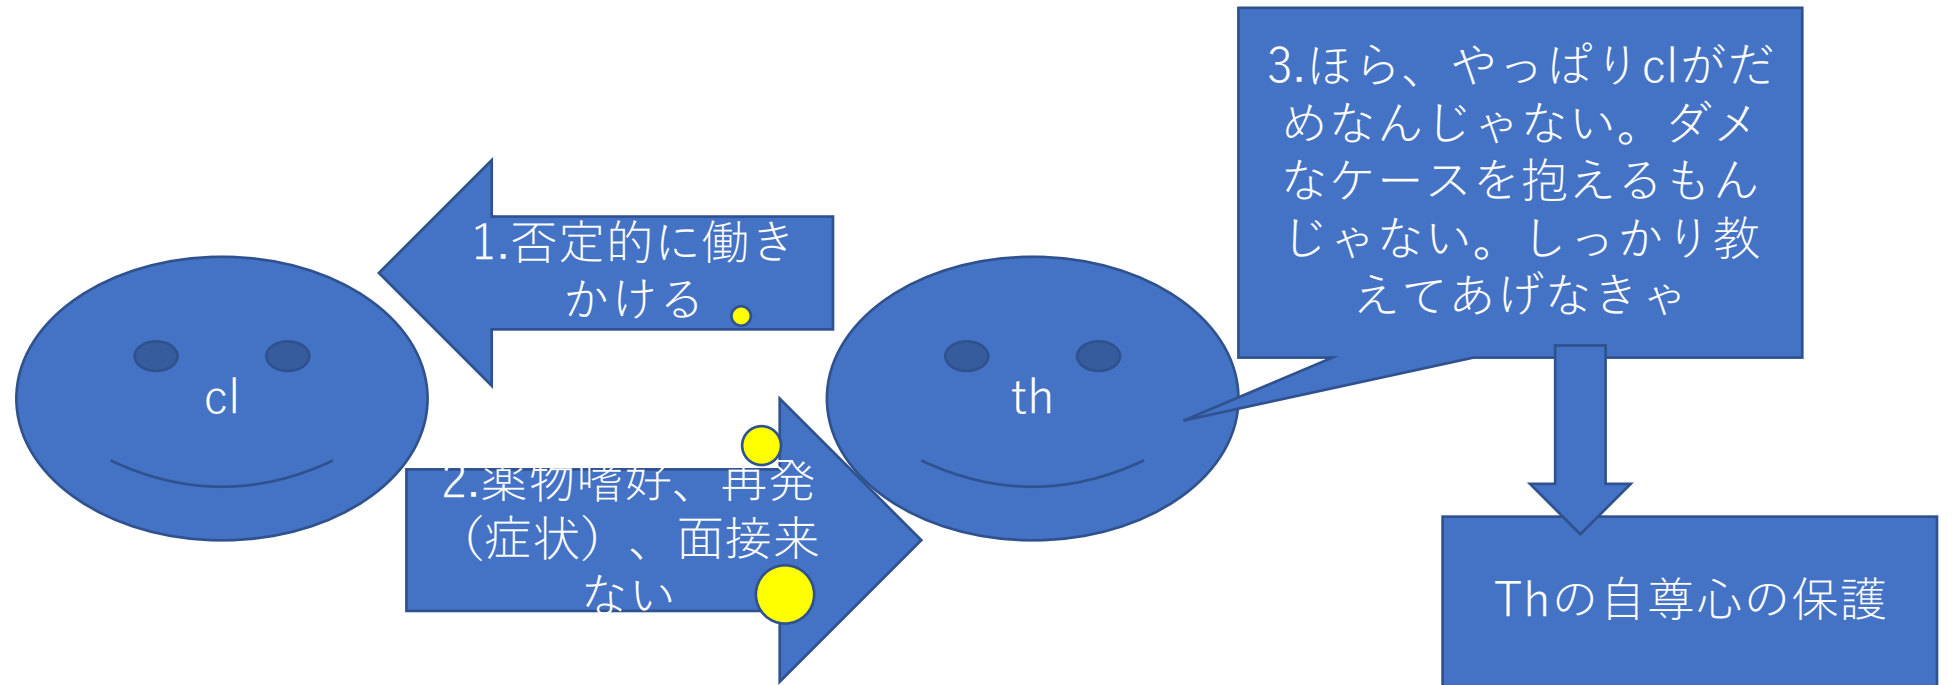 3.ほら、やっぱりclがだ
めなんじゃない。ダメ
なケースを抱えるもん
じゃない。しっかり教
えてあげなきゃ
1.否定的に働き
かける
cl
th
2.薬物嗜好、再発
（症状）、面接来
ない
Thの自尊心の保護